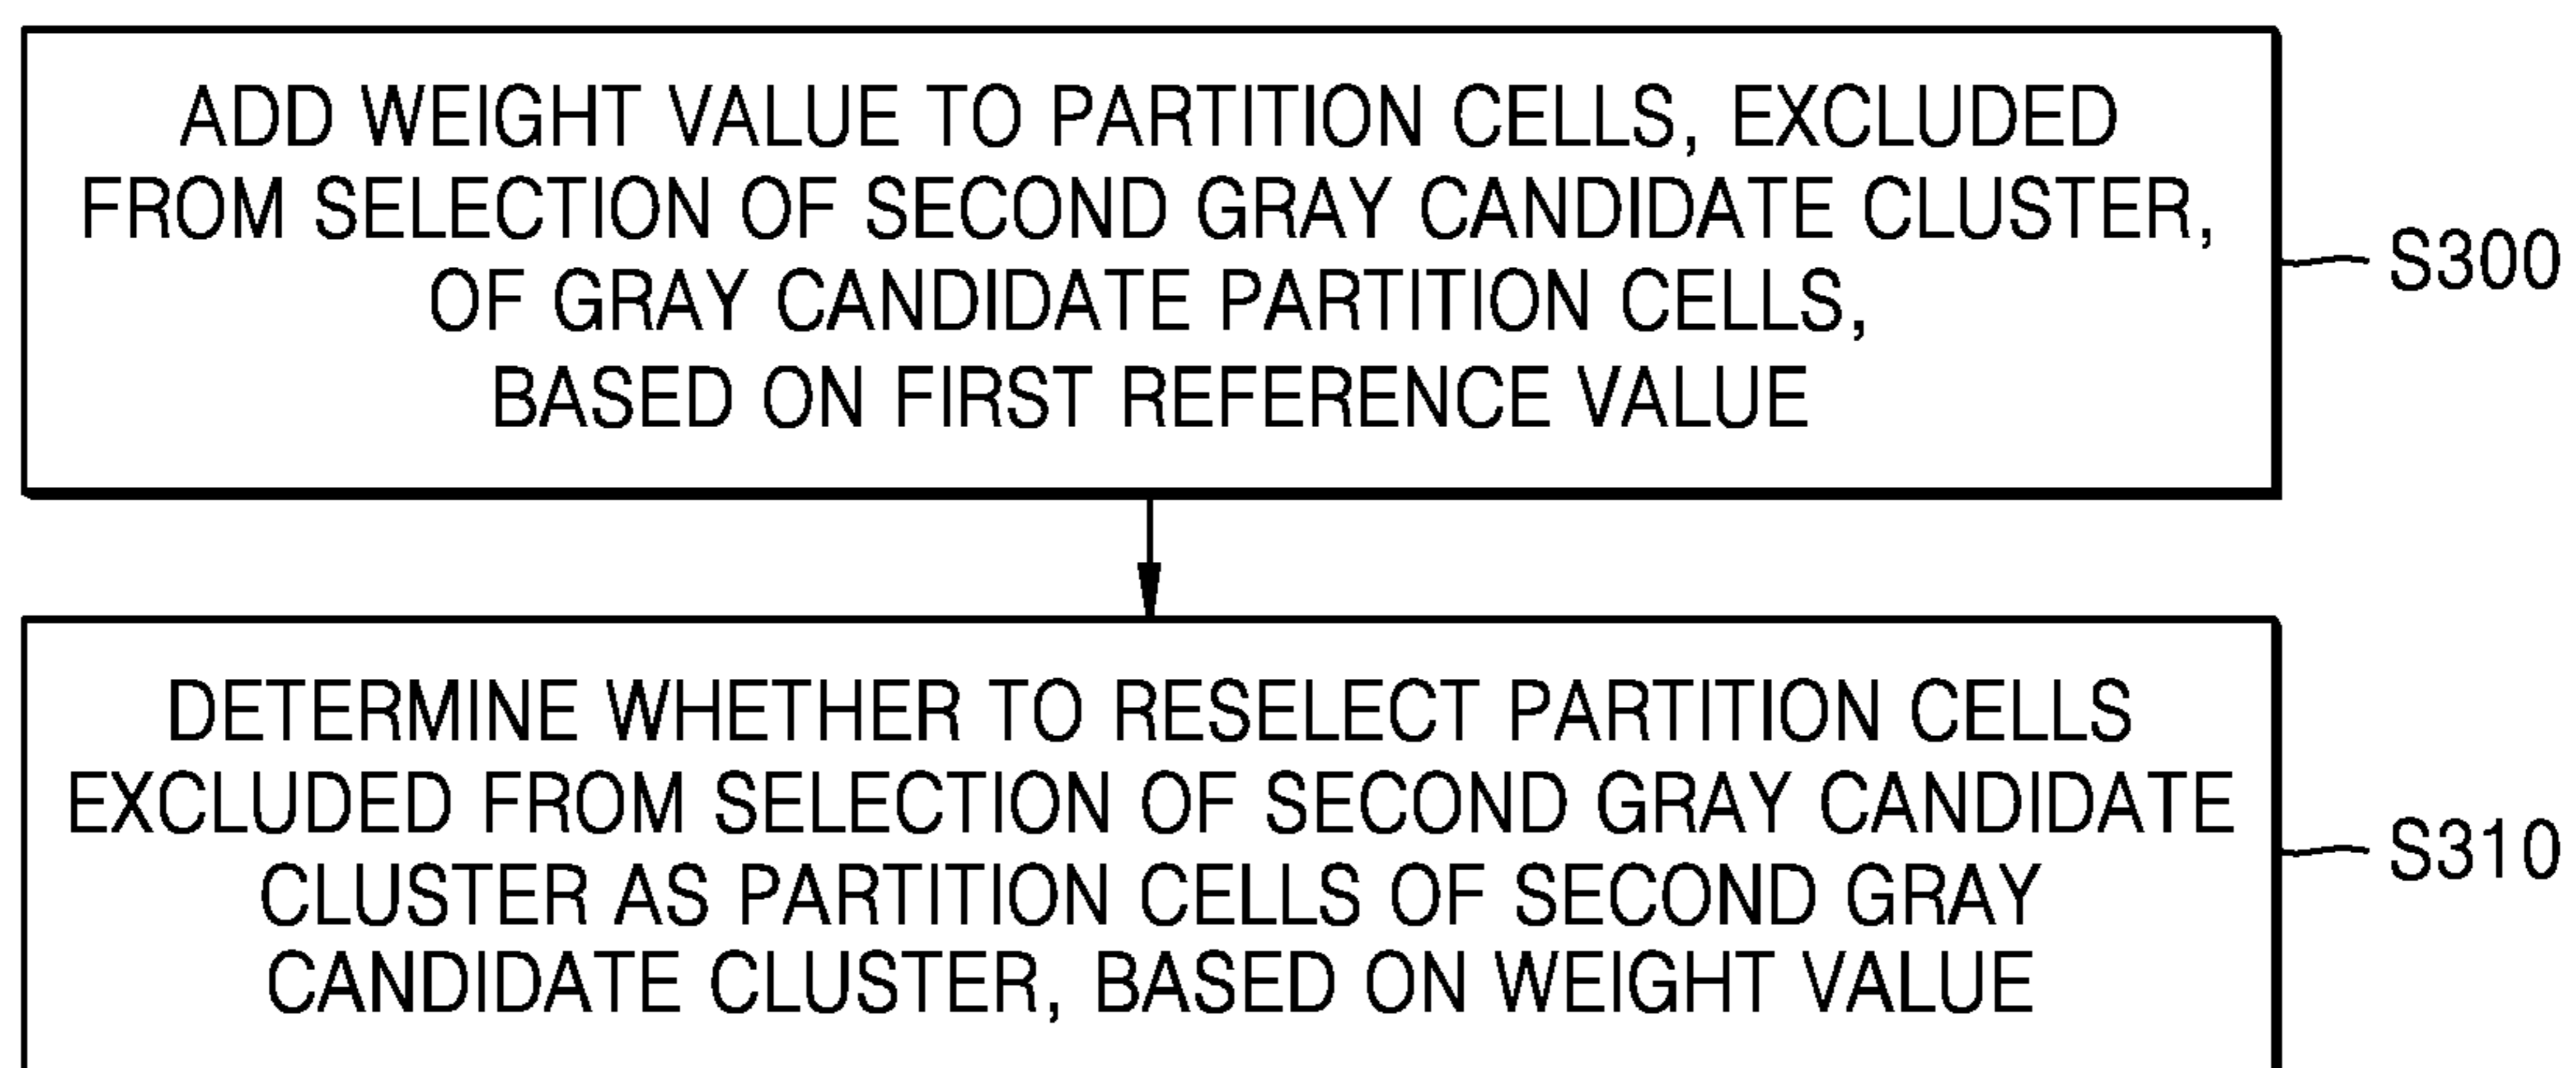 ADD WEIGHT VALUE TO PARTITION CELLS, EXCLUDED
FROM SELECTION OF SECOND GRAY CANDIDATE CLUSTER,
OF GRAY CANDIDATE PARTITION CELLS,
BASED ON FIRST REFERENCE VALUE
S300
DETERMINE WHETHER TO RESELECT PARTITION CELLS
EXCLUDED FROM SELECTION OF SECOND GRAY CANDIDATE
CLUSTER AS PARTITION CELLS OF SECOND GRAY
CANDIDATE CLUSTER, BASED ON WEIGHT VALUE
S310